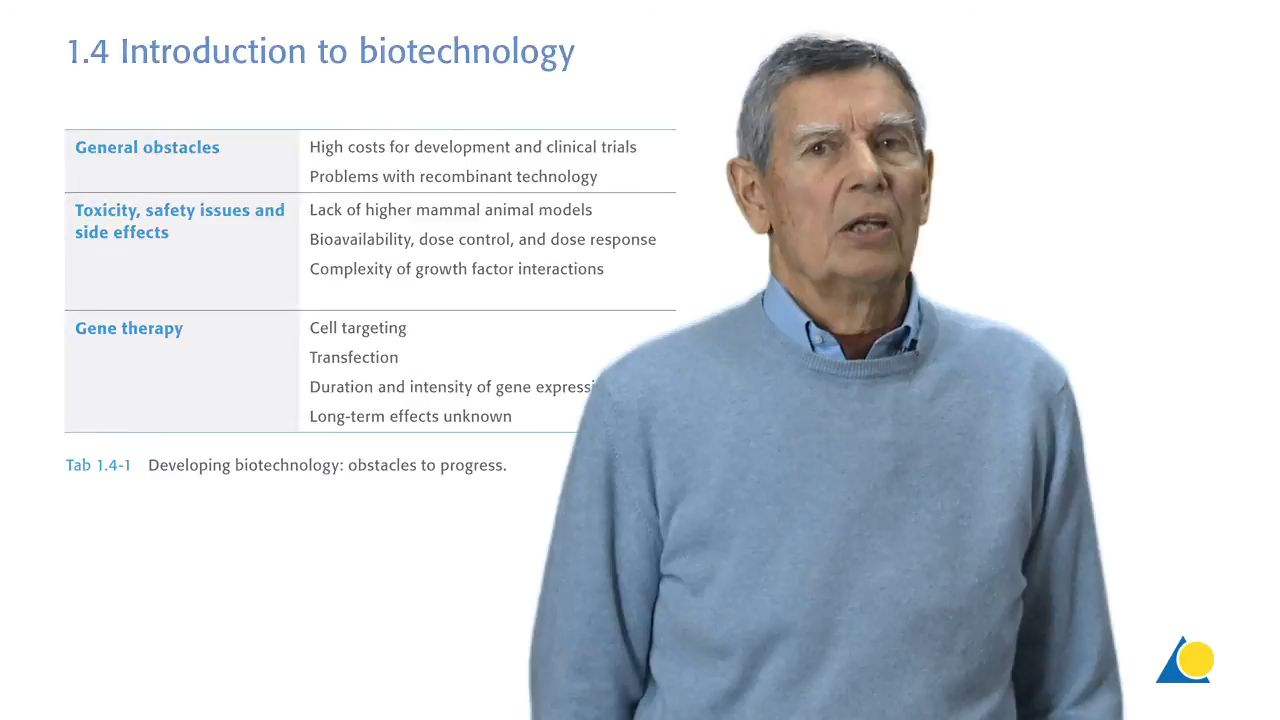 1.4 Introduction to biotechnology
General obstacles
High costs for development and clinical trials
Problems with recombinant technology
Toxicity, safety issues and
side effects
Lack of higher mammal animal models
Bioavailability, dose control, and dose response
Complexity of growth factor interactions
Gene therapy
Cell targeting
Transfection
Duration and intensity of gene
Long-term effects unknown
Tab 1.4-1 Developing biotechnology: obstacles to progress.